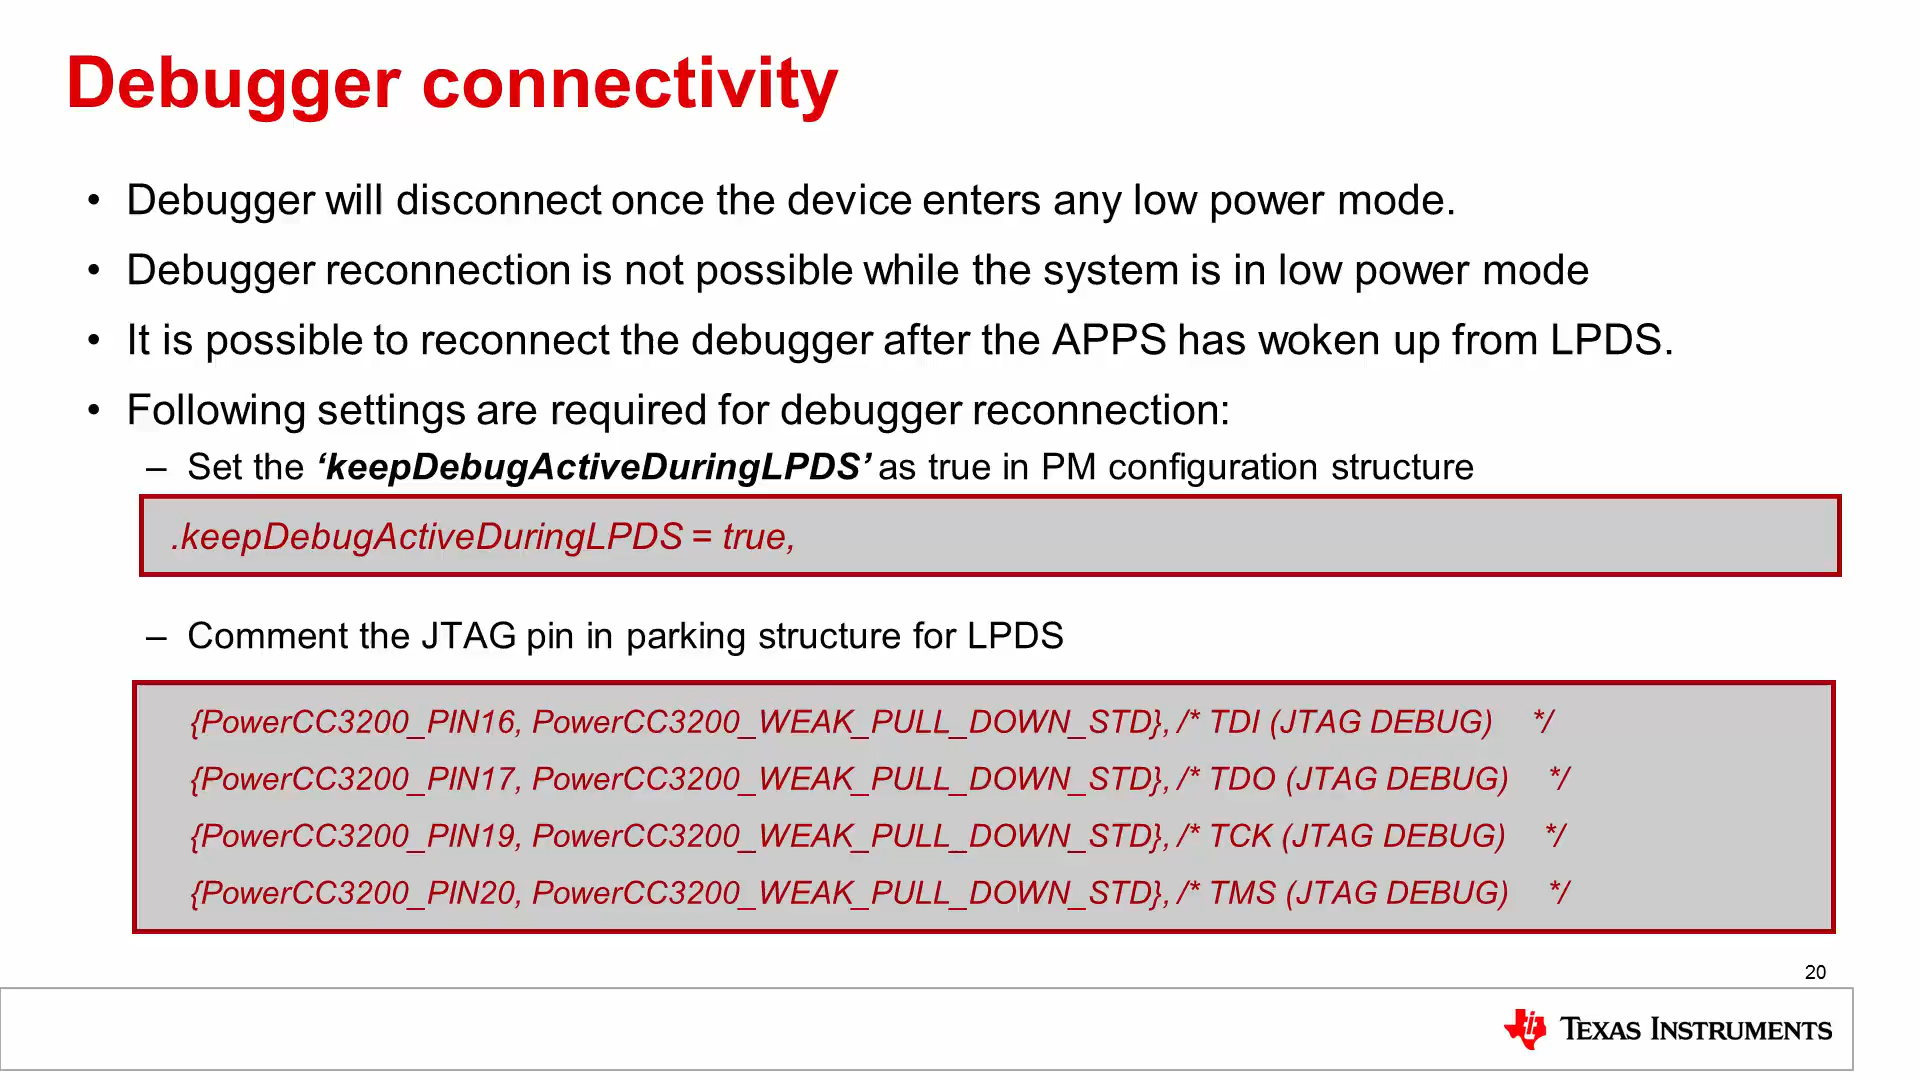 Debugger connectivity
• Debugger will disconnect once the device enters any low power mode.
• Debugger reconnection is not possible while the system is in low power mode
• It is possible to reconnect the debugger after the APPS has woken up from LPDS.
• Following settings are required for debugger reconnection:
– Set the ‘keepDebugActiveDuringLPDS’ as true in PM configuration structure
.keepDebugActiveDuringLPDS = true,
– Comment the JTAG pin in parking structure for LPDS
{PowerCC3200_PIN16, PowerCC3200_WEAK_PULL_DOWN_STD}, /* TDI (JTAG DEBUG) */
{PowerCC3200_PIN17, PowerCC3200_WEAK_PULL_DOWN_STD}, /* TDO (JTAG DEBUG) */
{PowerCC3200_PIN19, PowerCC3200_WEAK_PULL_DOWN_STD}, /* TCK (JTAG DEBUG) */
{PowerCC3200_PIN20, PowerCC3200_WEAK_PULL_DOWN_STD}, /* TMS (JTAG DEBUG) */
20
TEXAS INSTRUMENTS